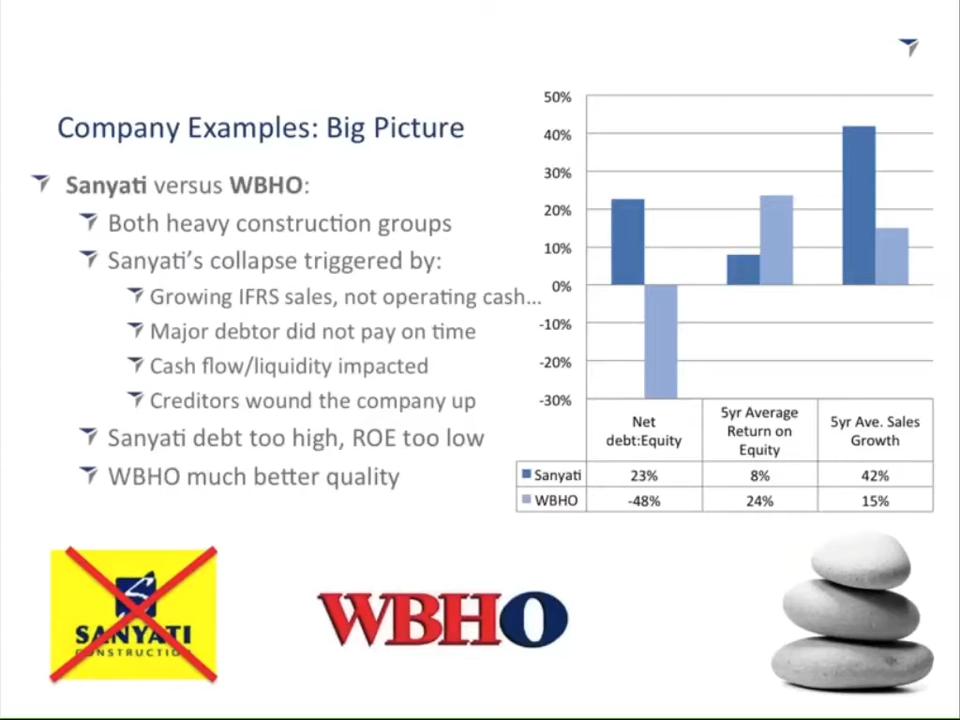 Company Examples: Big Picture
Sanyati versus WBHO:
Both heavy construction groups
Sanyati's collapse triggered by:
Growing IFRS sales, not operating cash...
Major debtor did not pay on time
Cash flow/liquidity impacted
Creditors wound the company up
Sanyati debt too high, ROE too low
WBHO much better quality
50%
40%
30%
20%
10%
0%
-10%
-20%
-30%
Net debt:Equity
5yr Average Return on Equity
5yr Ave. Sales Growth
Sanyati 23% 8% 42%
WBHO -48% 24% 15%
SANYATI
CONSTRUCTION
WBHO